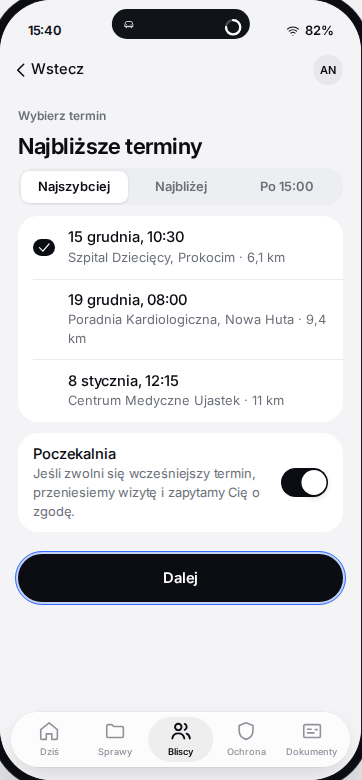 15:40
82%
Wstecz
AN
Wybierz termin
Najbliższe terminy
Najszybciej
Najbliżej
Po 15:00
15 grudnia, 10:30
Szpital Dziecięcy, Prokocim · 6,1 km
19 grudnia, 08:00
Poradnia Kardiologiczna, Nowa Huta · 9,4
km
8 stycznia, 12:15
Centrum Medyczne Ujastek · 11 km
Poczekalnia
Jeśli zwolni się wcześniejszy termin,
przeniesiemy wizytę i zapytamy Cię o
zgodę.
Dalej
Dziś
Sprawy
Bliscy
Ochrona
Dokumenty